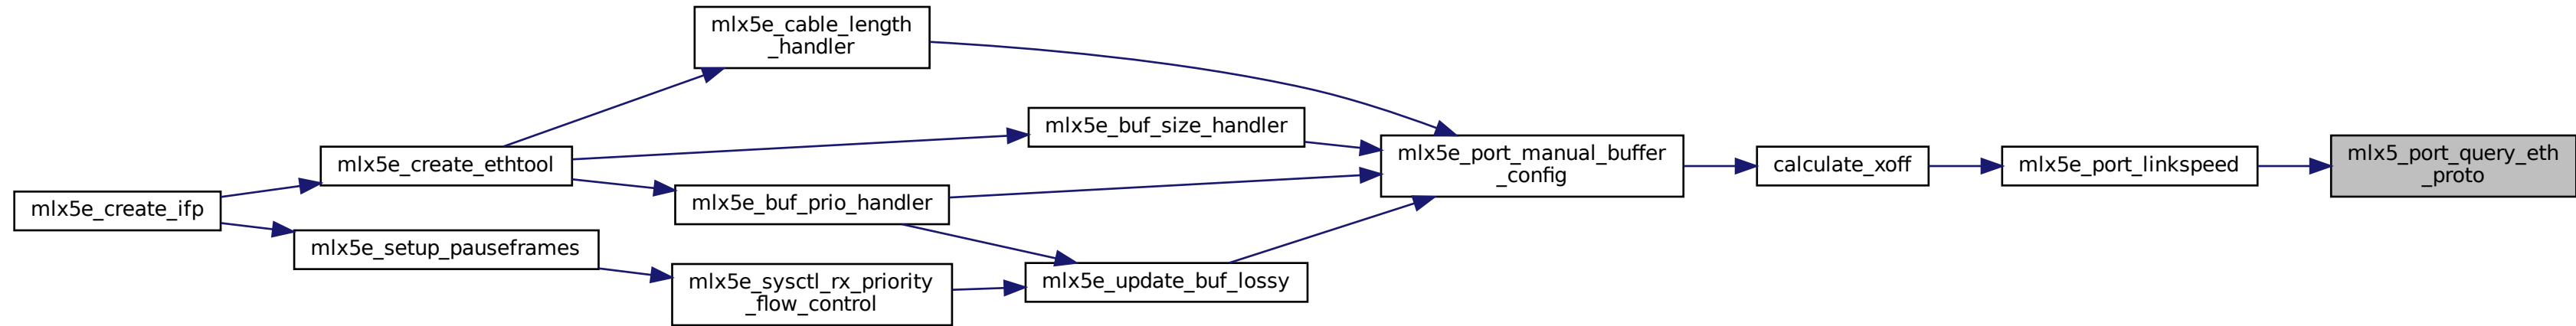 mlx5e_cable_length
_handler
mlx5e_buf_size_handler
mlx5e_port_manual_buffer
_config
calculate_xoff
mlx5e_port_linkspeed
mlx5_port_query_eth
_proto
mlx5e_create_ethtool
mlx5e_create_ifp
mlx5e_buf_prio_handler
mlx5e_setup_pauseframes
mlx5e_sysctl_rx_priority
_flow_control
mlx5e_update_buf_lossy